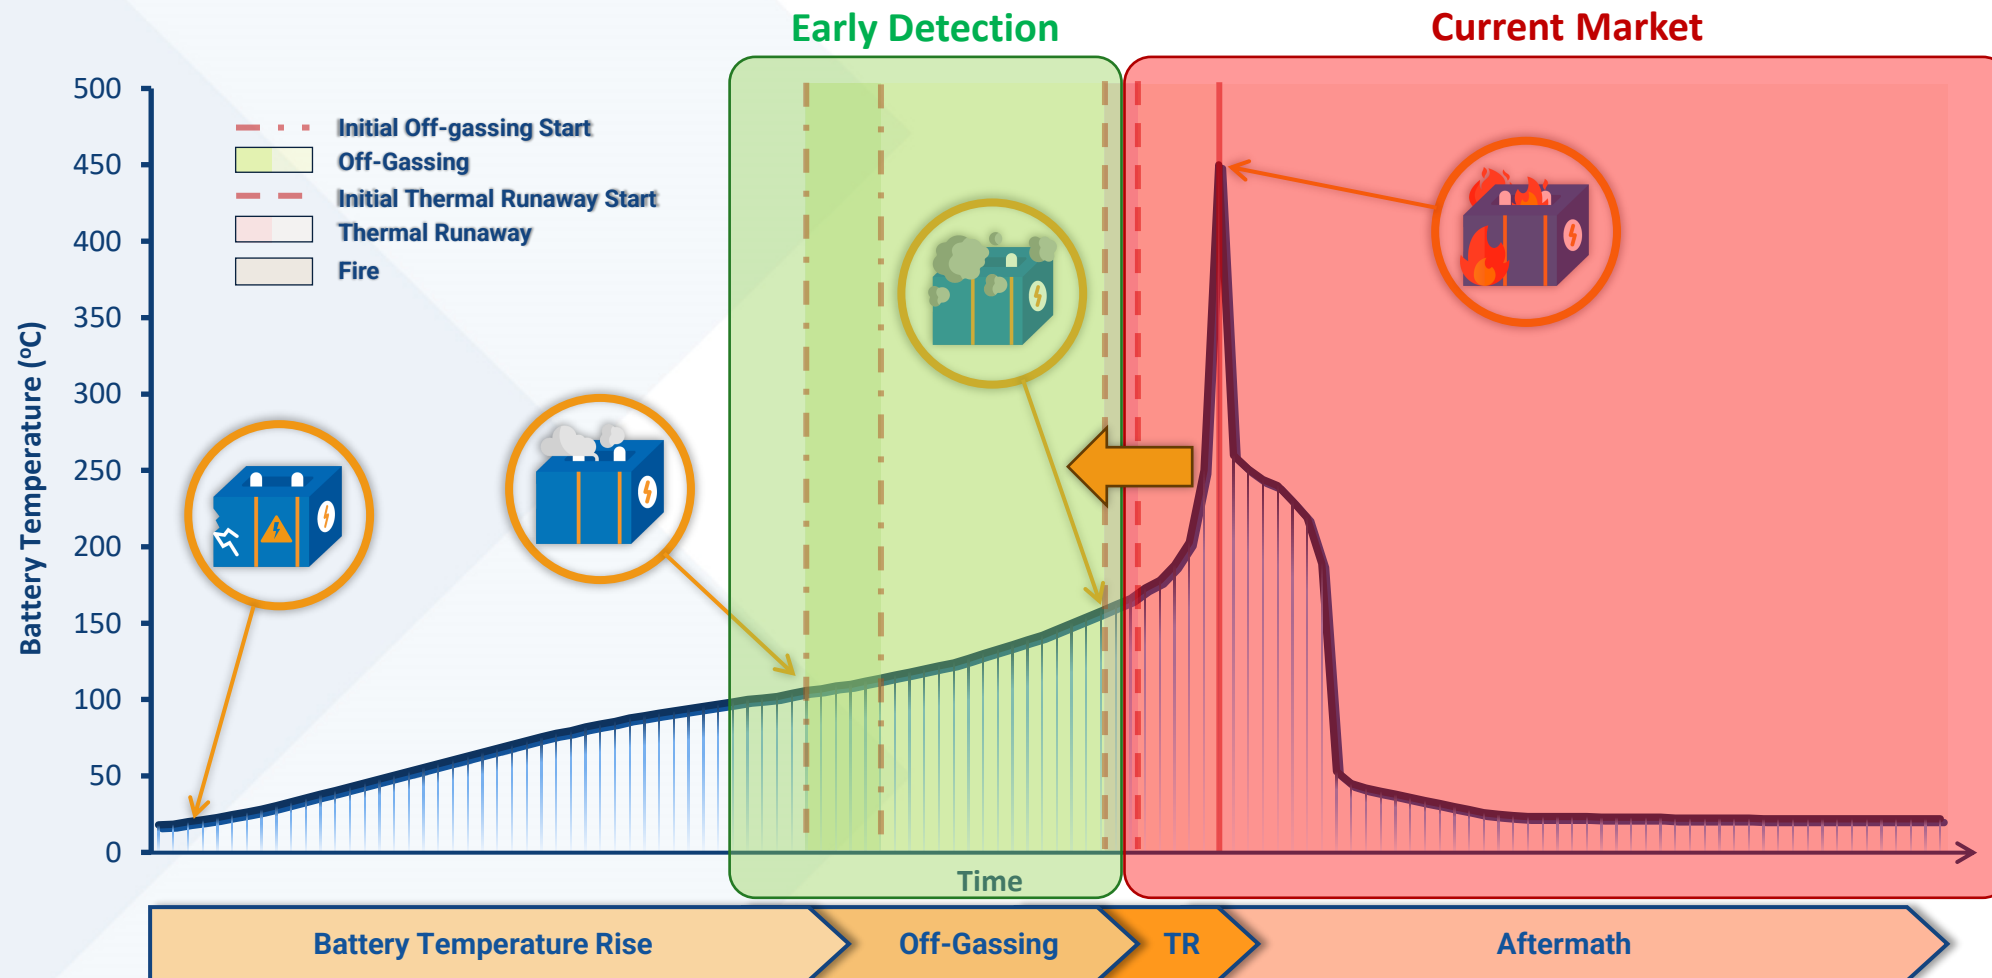 Early Detection
Current Market
500
450
400
350
300
250
200
150
100
50
0
Battery Temperature (ºC)
Initial Off-gassing Start
Off-Gassing
Initial Thermal Runaway Start
Thermal Runaway
Fire
Time
Battery Temperature Rise
Off-Gassing
TR
Aftermath